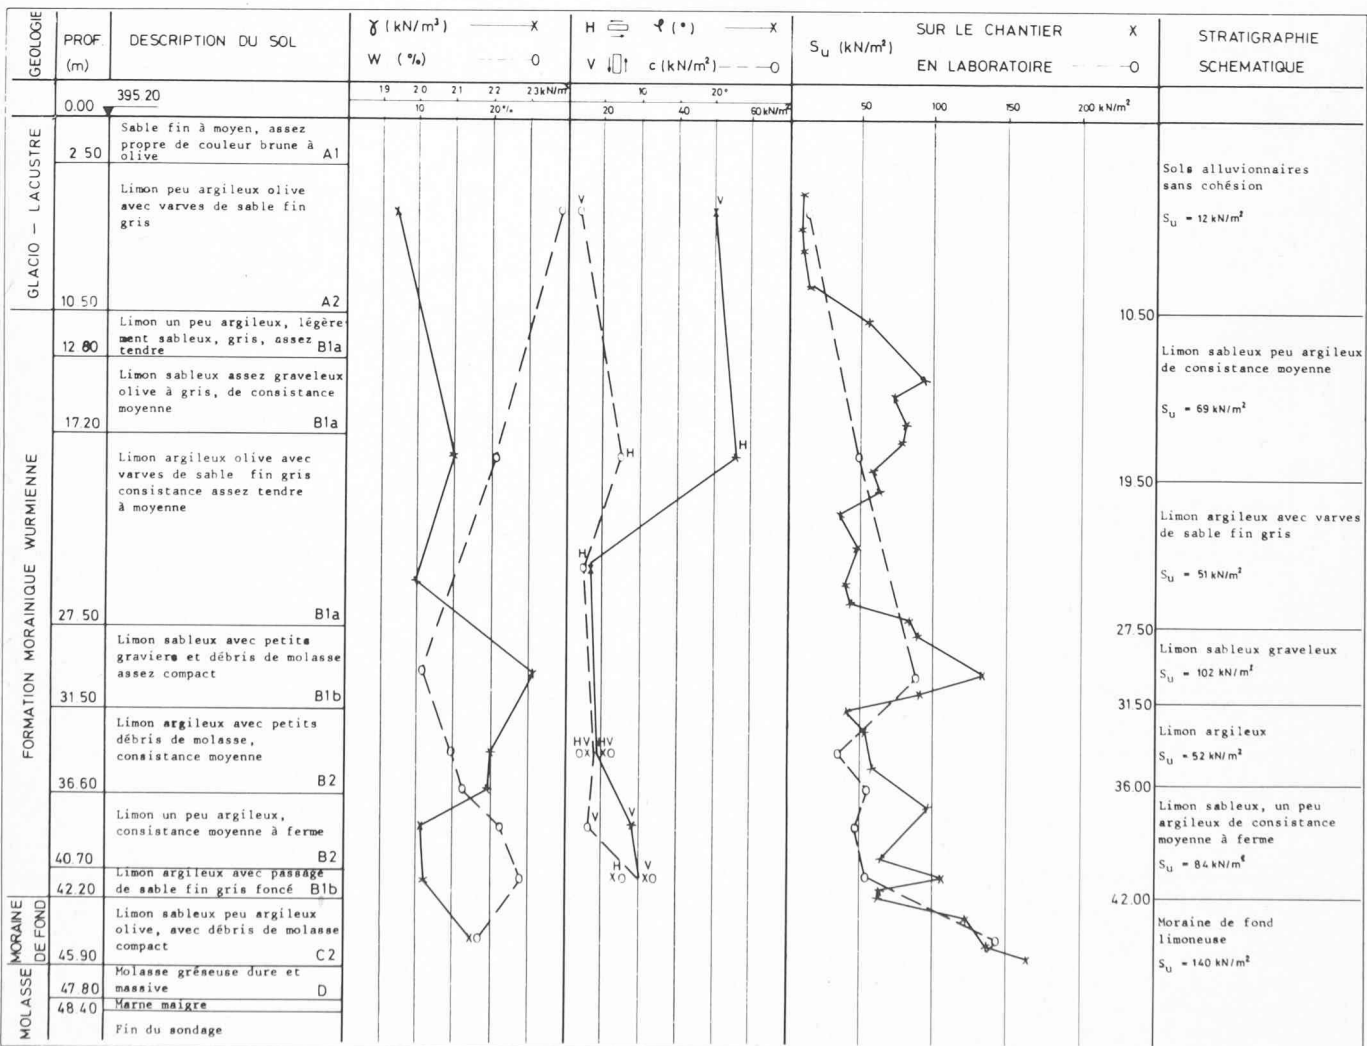 GEOLOGIE
PROF. (m)
DESCRIPTION DU SOL
γ (kN/m³) ——x
W (%) ----O
H φ (°) ——x
V c (kN/m²) ----O
S_u (kN/m²)
SUR LE CHANTIER X
EN LABORATOIRE ----O
STRATIGRAPHIE
SCHEMATIQUE
0.00
395.20
19 20 21 22 23 kN/m³
10 20%
10 20°
20 40 60 kN/m²
50 100 150 200 kN/m²
GLACIO – LACUSTRE
Sable fin à moyen, assez
propre de couleur brune à
olive A1
2 50
Limon peu argileux olive
avec varves de sable fin
gris
A2
10 50
FORMATION MORAINIQUE WURMIENNE
Limon un peu argileux, légère
ment sableux, gris, assez
tendre B1a
12 80
Limon sableux assez graveleux
olive à gris, de consistance
moyenne
B1a
17.20
Limon argileux olive avec
varves de sable fin gris
consistance assez tendre
à moyenne
B1a
27 50
Limon sableux avec petits
graviers et débris de molasse
assez compact
B1b
31 50
Limon argileux avec petits
débris de molasse,
consistance moyenne
B2
36 60
Limon un peu argileux,
consistance moyenne à ferme
B2
40.70
Limon argileux avec passage
de sable fin gris foncé B1b
42.20
MORAINE
DE FOND
Limon sableux peu argileux
olive, avec débris de molasse
compact
C2
45.90
MOLASSE
Molasse gréseuse dure et
massive D
47 80
Marne maigre
48 40
Fin du sondage
V
V
H
H
H
HV HV
V
V
H
V
Sols alluvionnaires
sans cohésion
S_u = 12 kN/m²
10.50
Limon sableux peu argileux
de consistance moyenne
S_u = 69 kN/m²
19.50
Limon argileux avec varves
de sable fin gris
S_u = 51 kN/m²
27.50
Limon sableux graveleux
S_u = 102 kN/m²
31.50
Limon argileux
S_u = 52 kN/m²
36.00
Limon sableux, un peu
argileux de consistance
moyenne à ferme
S_u = 84 kN/m²
42.00
Moraine de fond
limoneuse
S_u = 140 kN/m²